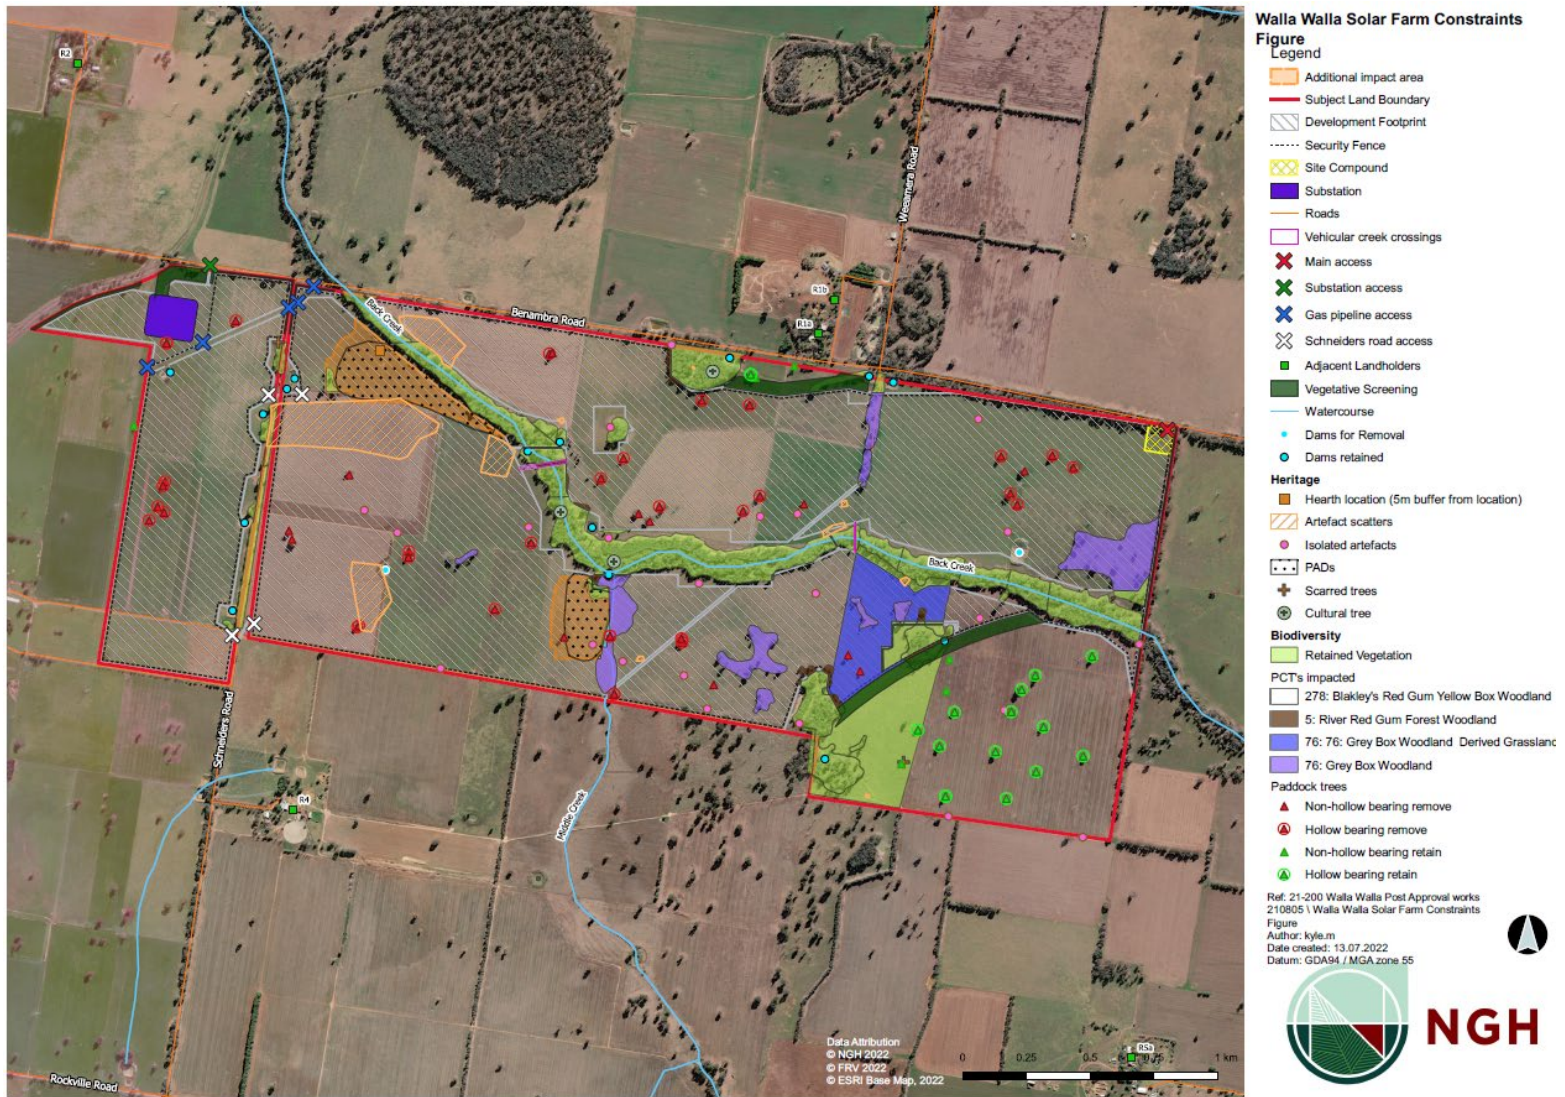 Walla Walla Solar Farm Constraints
Figure
Legend
Additional impact area
Subject Land Boundary
Development Footprint
Security Fence
Site Compound
Substation
Roads
Vehicular creek crossings
Main access
Substation access
Gas pipeline access
Schneiders road access
Adjacent Landholders
Vegetative Screening
Watercourse
Dams for Removal
Dams retained
Heritage
Hearth location (5m buffer from location)
Artefact scatters
Isolated artefacts
PADs
Scarred trees
Cultural tree
Biodiversity
Retained Vegetation
PCT's impacted
278: Blakley's Red Gum Yellow Box Woodland
5: River Red Gum Forest Woodland
76: 76: Grey Box Woodland Derived Grassland
76: Grey Box Woodland
Paddock trees
Non-hollow bearing remove
Hollow bearing remove
Non-hollow bearing retain
Hollow bearing retain
Ref: 21-200 Walla Walla Post Approval works
210805 \ Walla Walla Solar Farm Constraints
Figure
Author: kyle.m
Date created: 13.07.2022
Datum: GDA94 / MGA zone 55
NGH
R2
Weeamera Road
R1b
R1a
Benambra Road
Back Creek
Back Creek
Schneiders Road
R4
Middle Creek
Rockville Road
R5a
Data Attribution
© NGH 2022
© FRV 2022
© ESRI Base Map, 2022
0 0.25 0.5 0.75 1 km